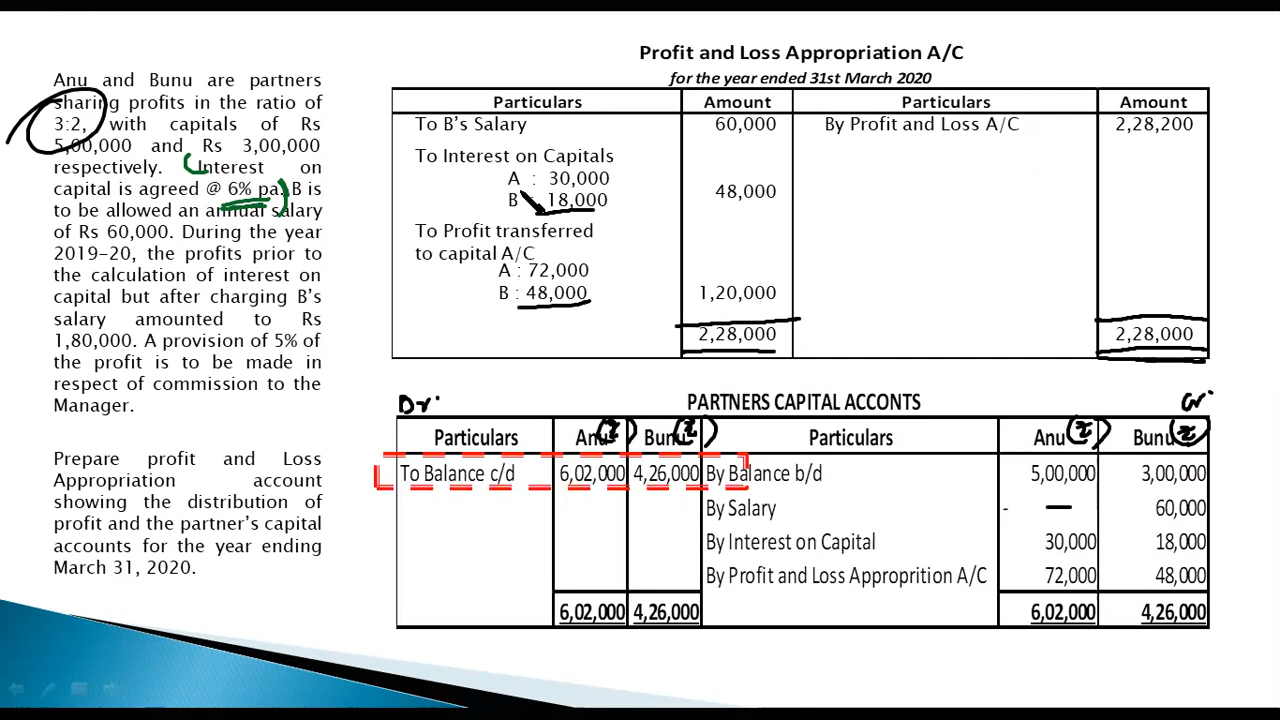 Anu and Bunu are partners
sharing profits in the ratio of
3:2, with capitals of Rs
5,00,000 and Rs 3,00,000
respectively. Interest on
capital is agreed @ 6% pa. B is
to be allowed an annual salary
of Rs 60,000. During the year
2019-20, the profits prior to
the calculation of interest on
capital but after charging B's
salary amounted to Rs
1,80,000. A provision of 5% of
the profit is to be made in
respect of commission to the
Manager.
Prepare profit and Loss
Appropriation account
showing the distribution of
profit and the partner's capital
accounts for the year ending
March 31, 2020.
Profit and Loss Appropriation A/C
for the year ended 31st March 2020
Particulars Amount Particulars Amount
To B's Salary 60,000 By Profit and Loss A/C 2,28,200
To Interest on Capitals
A : 30,000
B : 18,000 48,000
To Profit transferred
to capital A/C
A : 72,000
B : 48,000 1,20,000
2,28,000 2,28,000
Dr. PARTNERS CAPITAL ACCONTS Cr.
Particulars Anu (₹) Bunu (₹) Particulars Anu (₹) Bunu (₹)
To Balance c/d 6,02,000 4,26,000 By Balance b/d 5,00,000 3,00,000
By Salary - — 60,000
By Interest on Capital 30,000 18,000
By Profit and Loss Approprition A/C 72,000 48,000
6,02,000 4,26,000 6,02,000 4,26,000